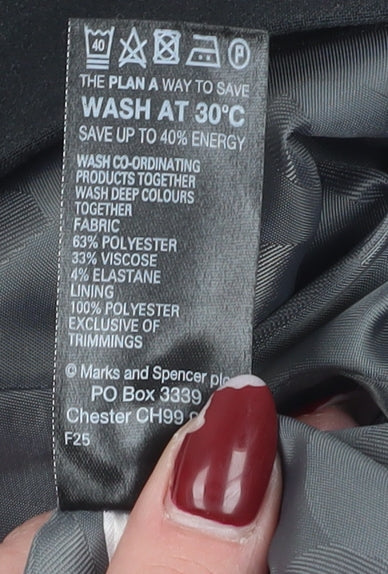 40 P
THE PLAN A WAY TO SAVE
WASH AT 30°C
SAVE UP TO 40% ENERGY
WASH CO-ORDINATING
PRODUCTS TOGETHER
WASH DEEP COLOURS
TOGETHER
FABRIC
63% POLYESTER
33% VISCOSE
4% ELASTANE
LINING
100% POLYESTER
EXCLUSIVE OF
TRIMMINGS
© Marks and Spencer
PO Box 3339
Chester CH99
F25